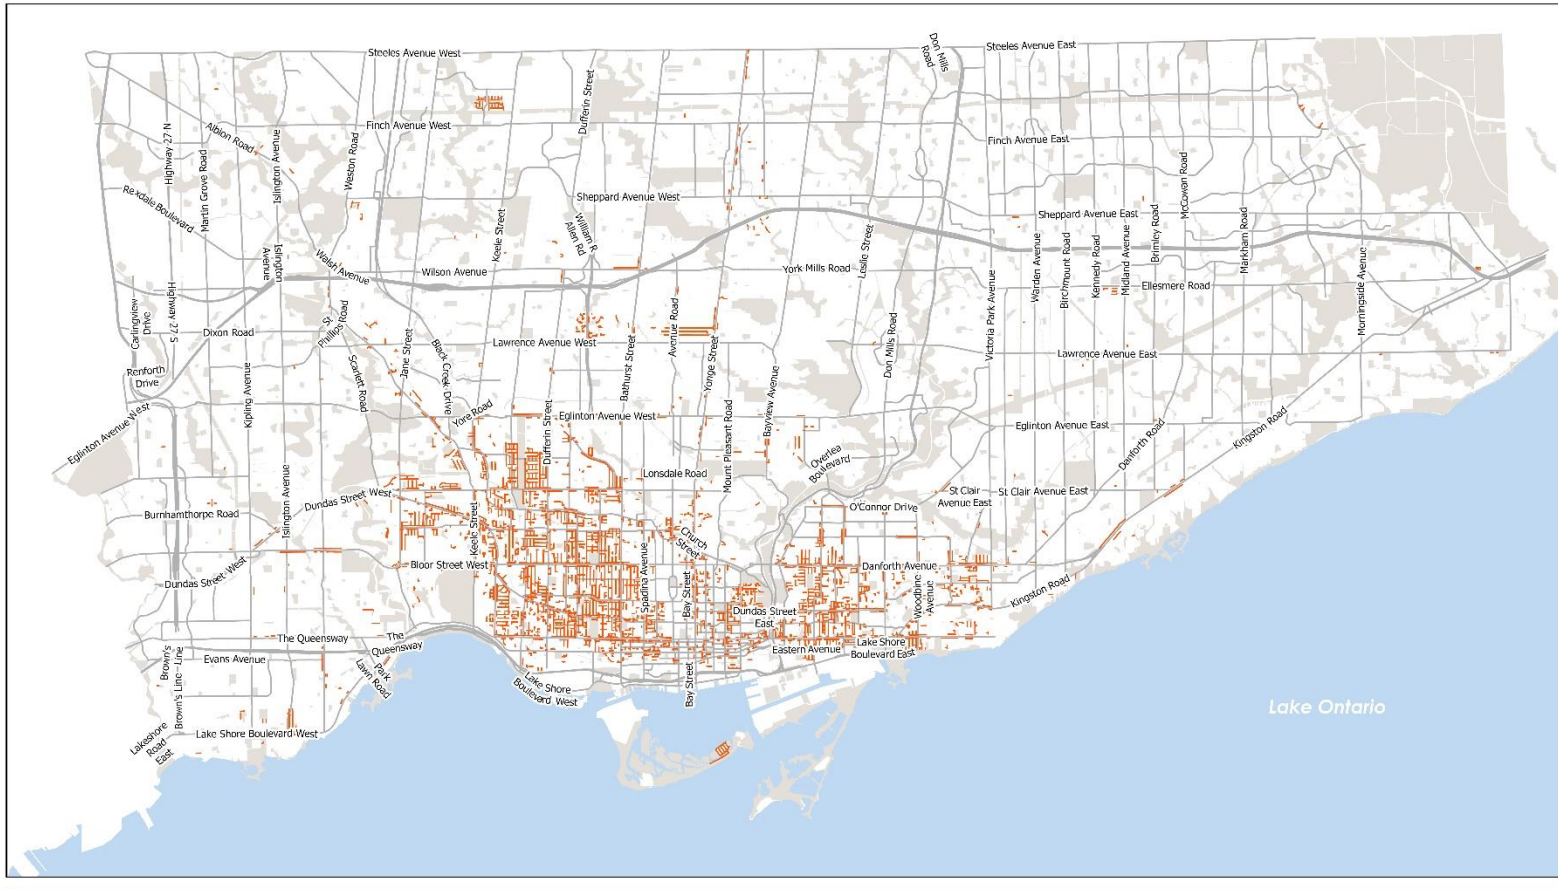 Steeles Avenue West
Don Mills
Road
Steeles Avenue East
Dufferin Street
Albion Road
Highway 27 N
Martin Grove Road
Islington Avenue
Weston Road
Finch Avenue West
Finch Avenue East
Rexdale Boulevard
Keele Street
Sheppard Avenue West
William R
Allen Rd
Sheppard Avenue East
McCowan Road
Brimley Road
Markham Road
Islington
Avenue
Walsh Avenue
Wilson Avenue
York Mills Road
Leslie Street
Victoria Park Avenue
Warden Avenue
Birchmount Road
Kennedy Road
Midland Avenue
Ellesmere Road
Morningside Avenue
Carlingview
Drive
Highway 27 S
Dixon Road
St
Phillips Road
Scarlett Road
Jane Street
Black Creek Drive
Lawrence Avenue West
Bathurst Street
Avenue Road
Yonge Street
Don Mills Road
Lawrence Avenue East
Renforth
Drive
Kipling Avenue
Eglinton Avenue West
Yore Road
Dufferin Street
Eglinton Avenue West
Mount Pleasant Road
Bayview Avenue
Eglinton Avenue East
Danforth Road
Kingston Road
Overlea
Boulevard
Lonsdale Road
Islington Avenue
Dundas Street West
Burnhamthorpe Road
Keele Street
St Clair
Avenue East
St Clair Avenue East
O'Connor Drive
Church
Street
Dundas Street West
Bloor Street West
Spadina Avenue
Bay Street
Danforth Avenue
Woodbine
Avenue
Kingston Road
Dundas Street
East
The Queensway
The
Queensway
Evans Avenue
Brown's
Line
Brown's Line
Park
Lawn Road
Eastern Avenue
Lake Shore
Boulevard East
Lake Shore
Boulevard West
Bay Street
Lakeshore
Road
East
Lake Shore Boulevard West
Lake Ontario